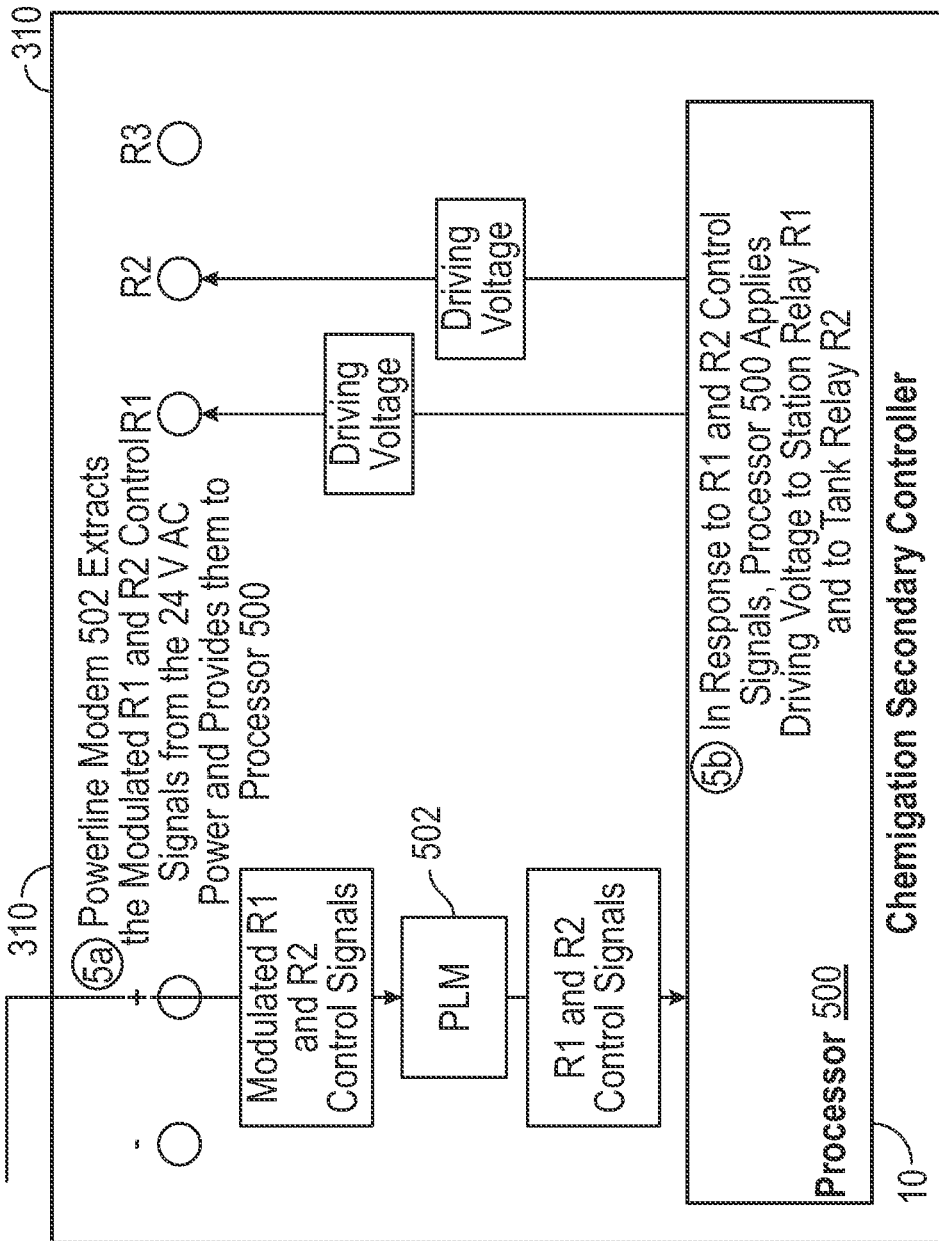 310
310
5a Powerline Modem 502 Extracts
the Modulated R1 and R2 Control
Signals from the 24 V AC
Power and Provides them to
Processor 500
-
+
R1
R2
R3
Modulated R1
and R2
Control Signals
PLM
502
R1 and R2
Control Signals
Driving
Voltage
Driving
Voltage
5b In Response to R1 and R2 Control
Signals, Processor 500 Applies
Driving Voltage to Station Relay R1
and to Tank Relay R2
Processor 500
10
Chemigation Secondary Controller